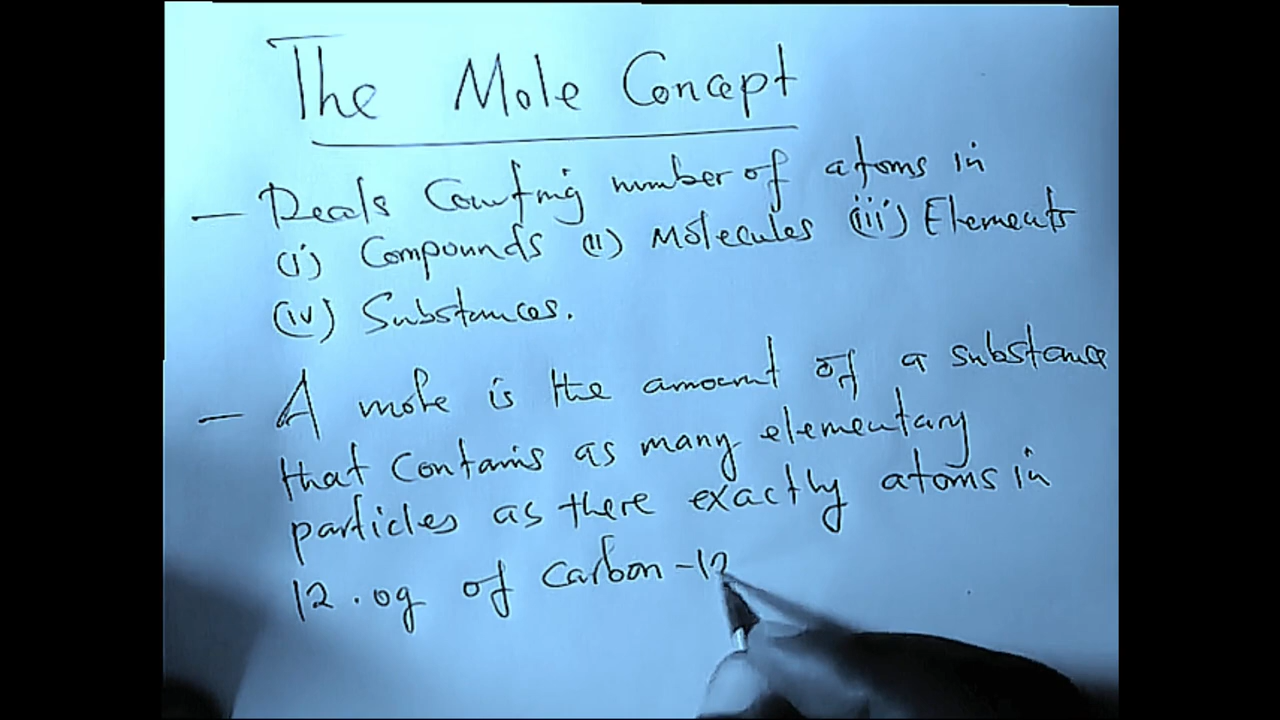 The Mole Concept
- Deals Counting number of atoms in
(i) Compounds (ii) Molecules (iii) Elements
(iv) Substances.
- A mole is the amount of a substance
that contains as many elementary
particles as there exactly atoms in
12.0g of carbon-12